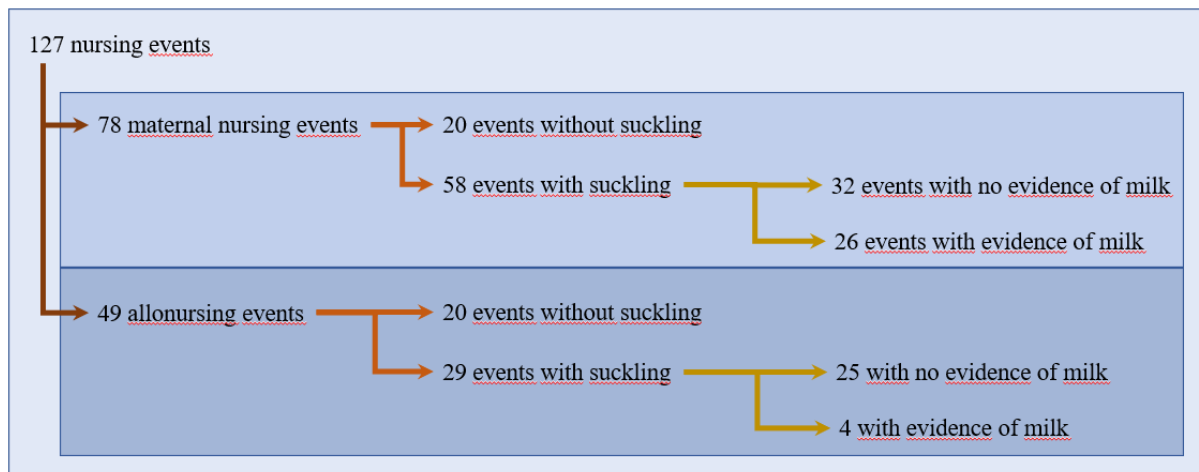 127 nursing events
78 maternal nursing events
20 events without suckling
58 events with suckling
32 events with no evidence of milk
26 events with evidence of milk
49 allonursing events
20 events without suckling
29 events with suckling
25 with no evidence of milk
4 with evidence of milk